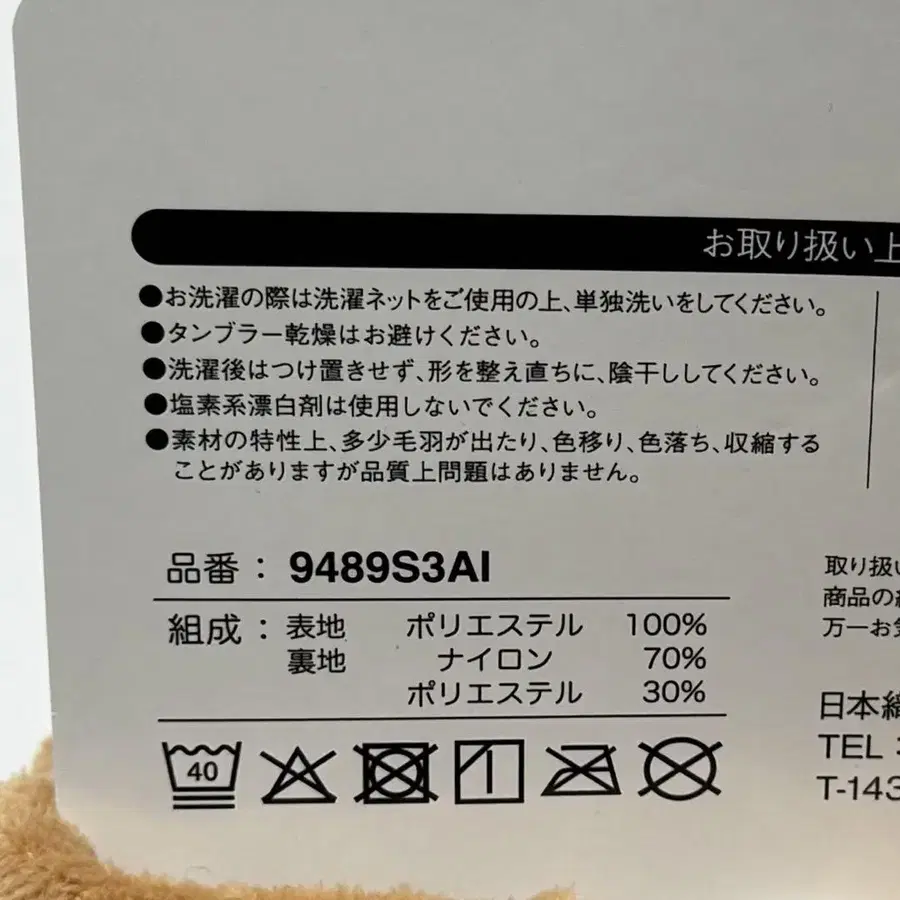 お取り扱い上
●お洗濯の際は洗濯ネットをご使用の上、単独洗いをしてください。
●タンブラー乾燥はお避けください。
●洗濯後はつけ置きせず、形を整え直ちに、陰干ししてください。
●塩素系漂白剤は使用しないでください。
●素材の特性上、多少毛羽が出たり、色移り、色落ち、収縮する
ことがありますが品質上問題はありません。
品番： 9489S3AI
組成：表地 ポリエステル 100%
裏地 ナイロン 70%
ポリエステル 30%
40
取り扱い
商品の
万一お
日本織
TEL
T-143